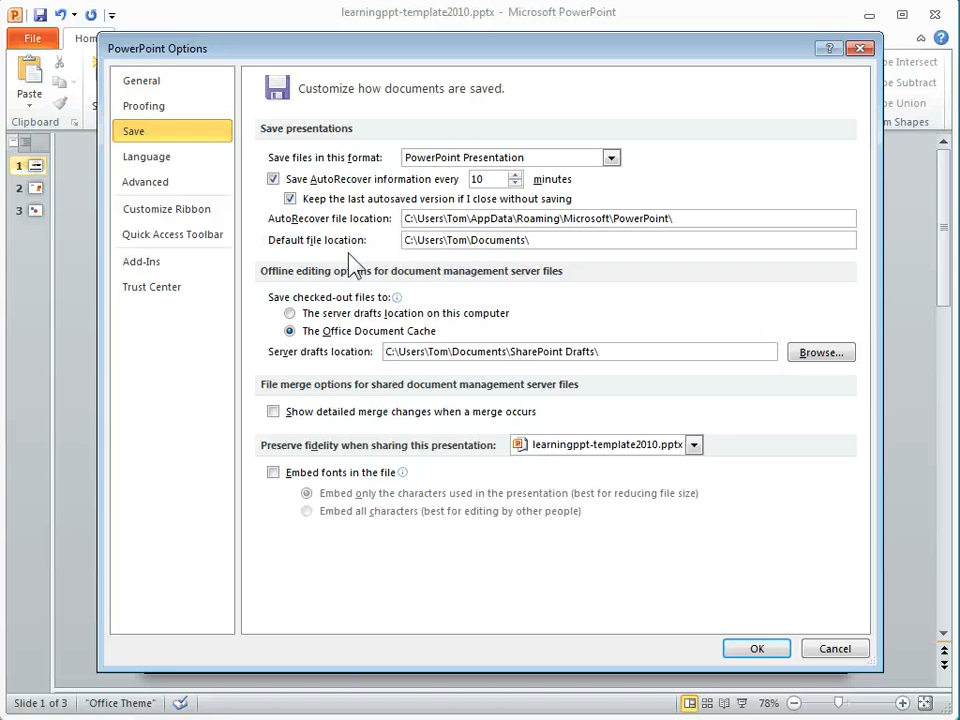 learningppt-template2010.pptx - Microsoft PowerPoint
File
Hom
Paste
S
Clipboard
be Intersect
be Subtract
be Union
m Shapes
PowerPoint Options
General
Proofing
Save
Language
Advanced
Customize Ribbon
Quick Access Toolbar
Add-Ins
Trust Center
Customize how documents are saved.
Save presentations
Save files in this format: PowerPoint Presentation
Save AutoRecover information every 10 minutes
Keep the last autosaved version if I close without saving
AutoRecover file location: C:\Users\Tom\AppData\Roaming\Microsoft\PowerPoint\
Default file location: C:\Users\Tom\Documents\
Offline editing options for document management server files
Save checked-out files to:
The server drafts location on this computer
The Office Document Cache
Server drafts location: C:\Users\Tom\Documents\SharePoint Drafts\ Browse...
File merge options for shared document management server files
Show detailed merge changes when a merge occurs
Preserve fidelity when sharing this presentation: learningppt-template2010.pptx
Embed fonts in the file
Embed only the characters used in the presentation (best for reducing file size)
Embed all characters (best for editing by other people)
OK Cancel
1
2
3
Slide 1 of 3 "Office Theme" 78%